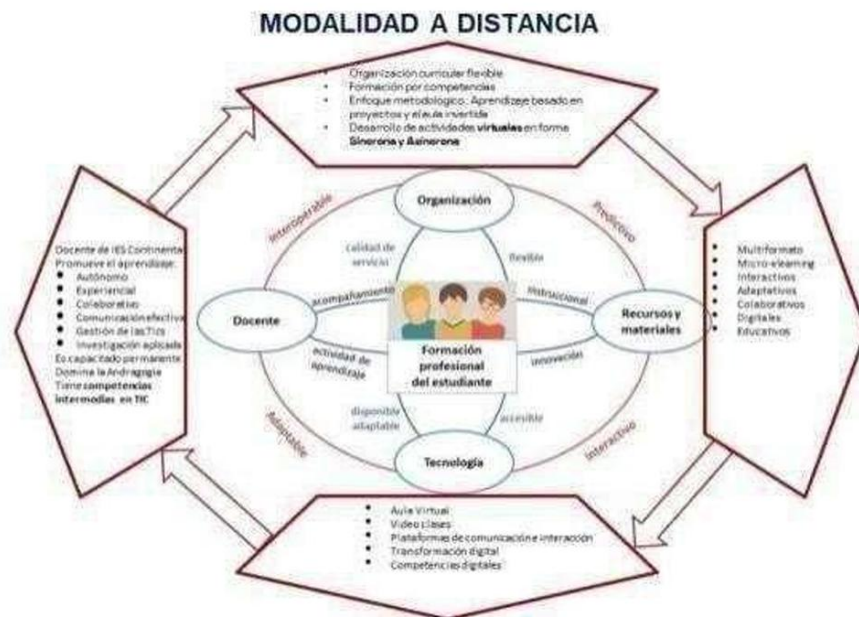 MODALIDAD A DISTANCIA
Organización curricular flexible
Formación por competencias
Enfoque metodologico: Aprendizaje basado en
proyectos y el aula invertida
Desarrollo de actividades virtuales en forma
Síncrona y Asíncrona
Interoperable
Organización
Predictivo
calidad de
servicio
flexible
Docente de IES Continental
Promueve el aprendizaje:
Autónomo
Experiencial
Colaborativo
Comunicación efectiva
Gestión de las Tics
Investigación aplicada
Es capacitado permanente
Domina la Andragogía
Tiene competencias
intermedias en TIC
Docente
acompañamiento
instruccional
Recursos y
materiales
Multiformato
Micro-elearning
Interactivos
Adaptativos
Colaborativos
Digitales
Educativos
Formación
profesional
del estudiante
actividad de
aprendizaje
innovación
disponible
adaptable
accesible
Adaptable
Tecnología
Interactivo
Aula Virtual
Video clases
Plataformas de comunicación e interacción
Transformación digital
Competencias digitales